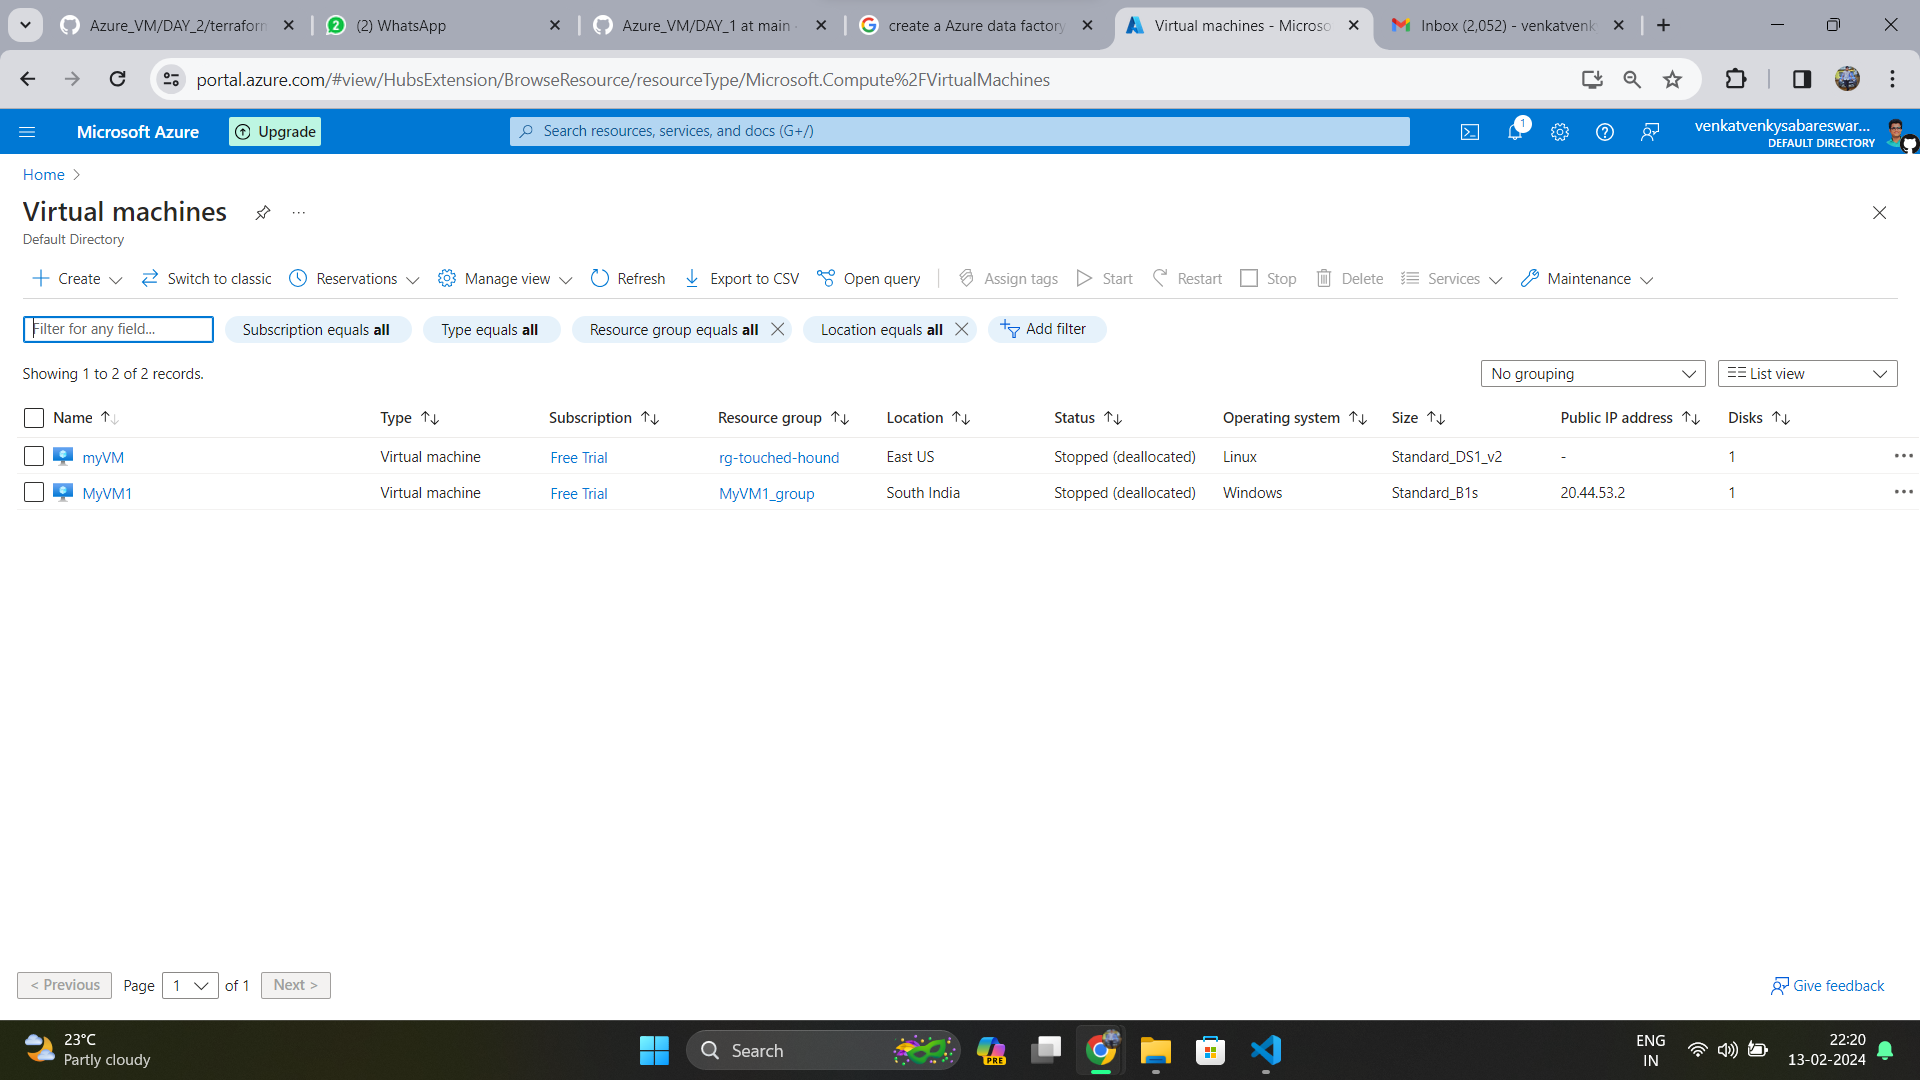 Azure_VM/DAY_2/terraform
(2) WhatsApp
Azure_VM/DAY_1 at main ·
create a Azure data factory
Virtual machines - Microso
Inbox (2,052) - venkatvenk
portal.azure.com/#view/HubsExtension/BrowseResource/resourceType/Microsoft.Compute%2FVirtualMachines
Microsoft Azure
Upgrade
Search resources, services, and docs (G+/)
1
venkatvenkysabareswar...
DEFAULT DIRECTORY
Home
Virtual machines
Default Directory
Create Switch to classic Reservations Manage view Refresh Export to CSV Open query Assign tags Start Restart Stop Delete Services Maintenance
Filter for any field... Subscription equals all Type equals all Resource group equals all Location equals all Add filter
Showing 1 to 2 of 2 records.
No grouping
List view
Name Type Subscription Resource group Location Status Operating system Size Public IP address Disks
myVM Virtual machine Free Trial rg-touched-hound East US Stopped (deallocated) Linux Standard_DS1_v2 - 1
MyVM1 Virtual machine Free Trial MyVM1_group South India Stopped (deallocated) Windows Standard_B1s 20.44.53.2 1
< Previous Page 1 of 1 Next >
Give feedback
23°C
Partly cloudy
Search
PRE
ENG
IN
22:20
13-02-2024